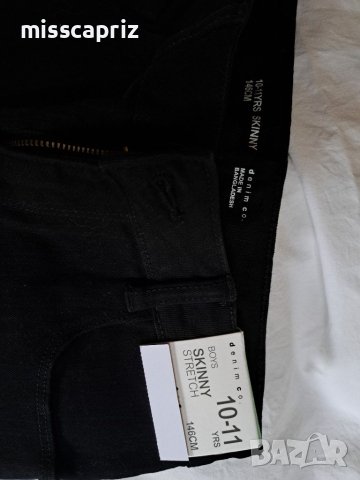 misscapriz
10-11YRS SKINNY
146CM
denim co.
MADE IN
BANGLADESH
denim co.
BOYS
SKINNY
STRETCH
10-11
YRS
146CM
BAZAR